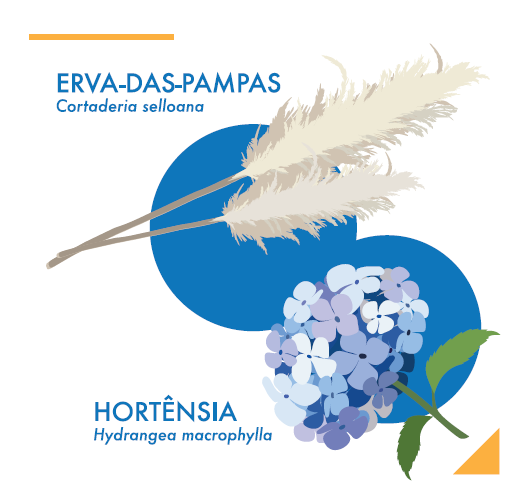 ERVA-DAS-PAMPAS
Cortaderia selloana
HORTÊNSIA
Hydrangea macrophylla